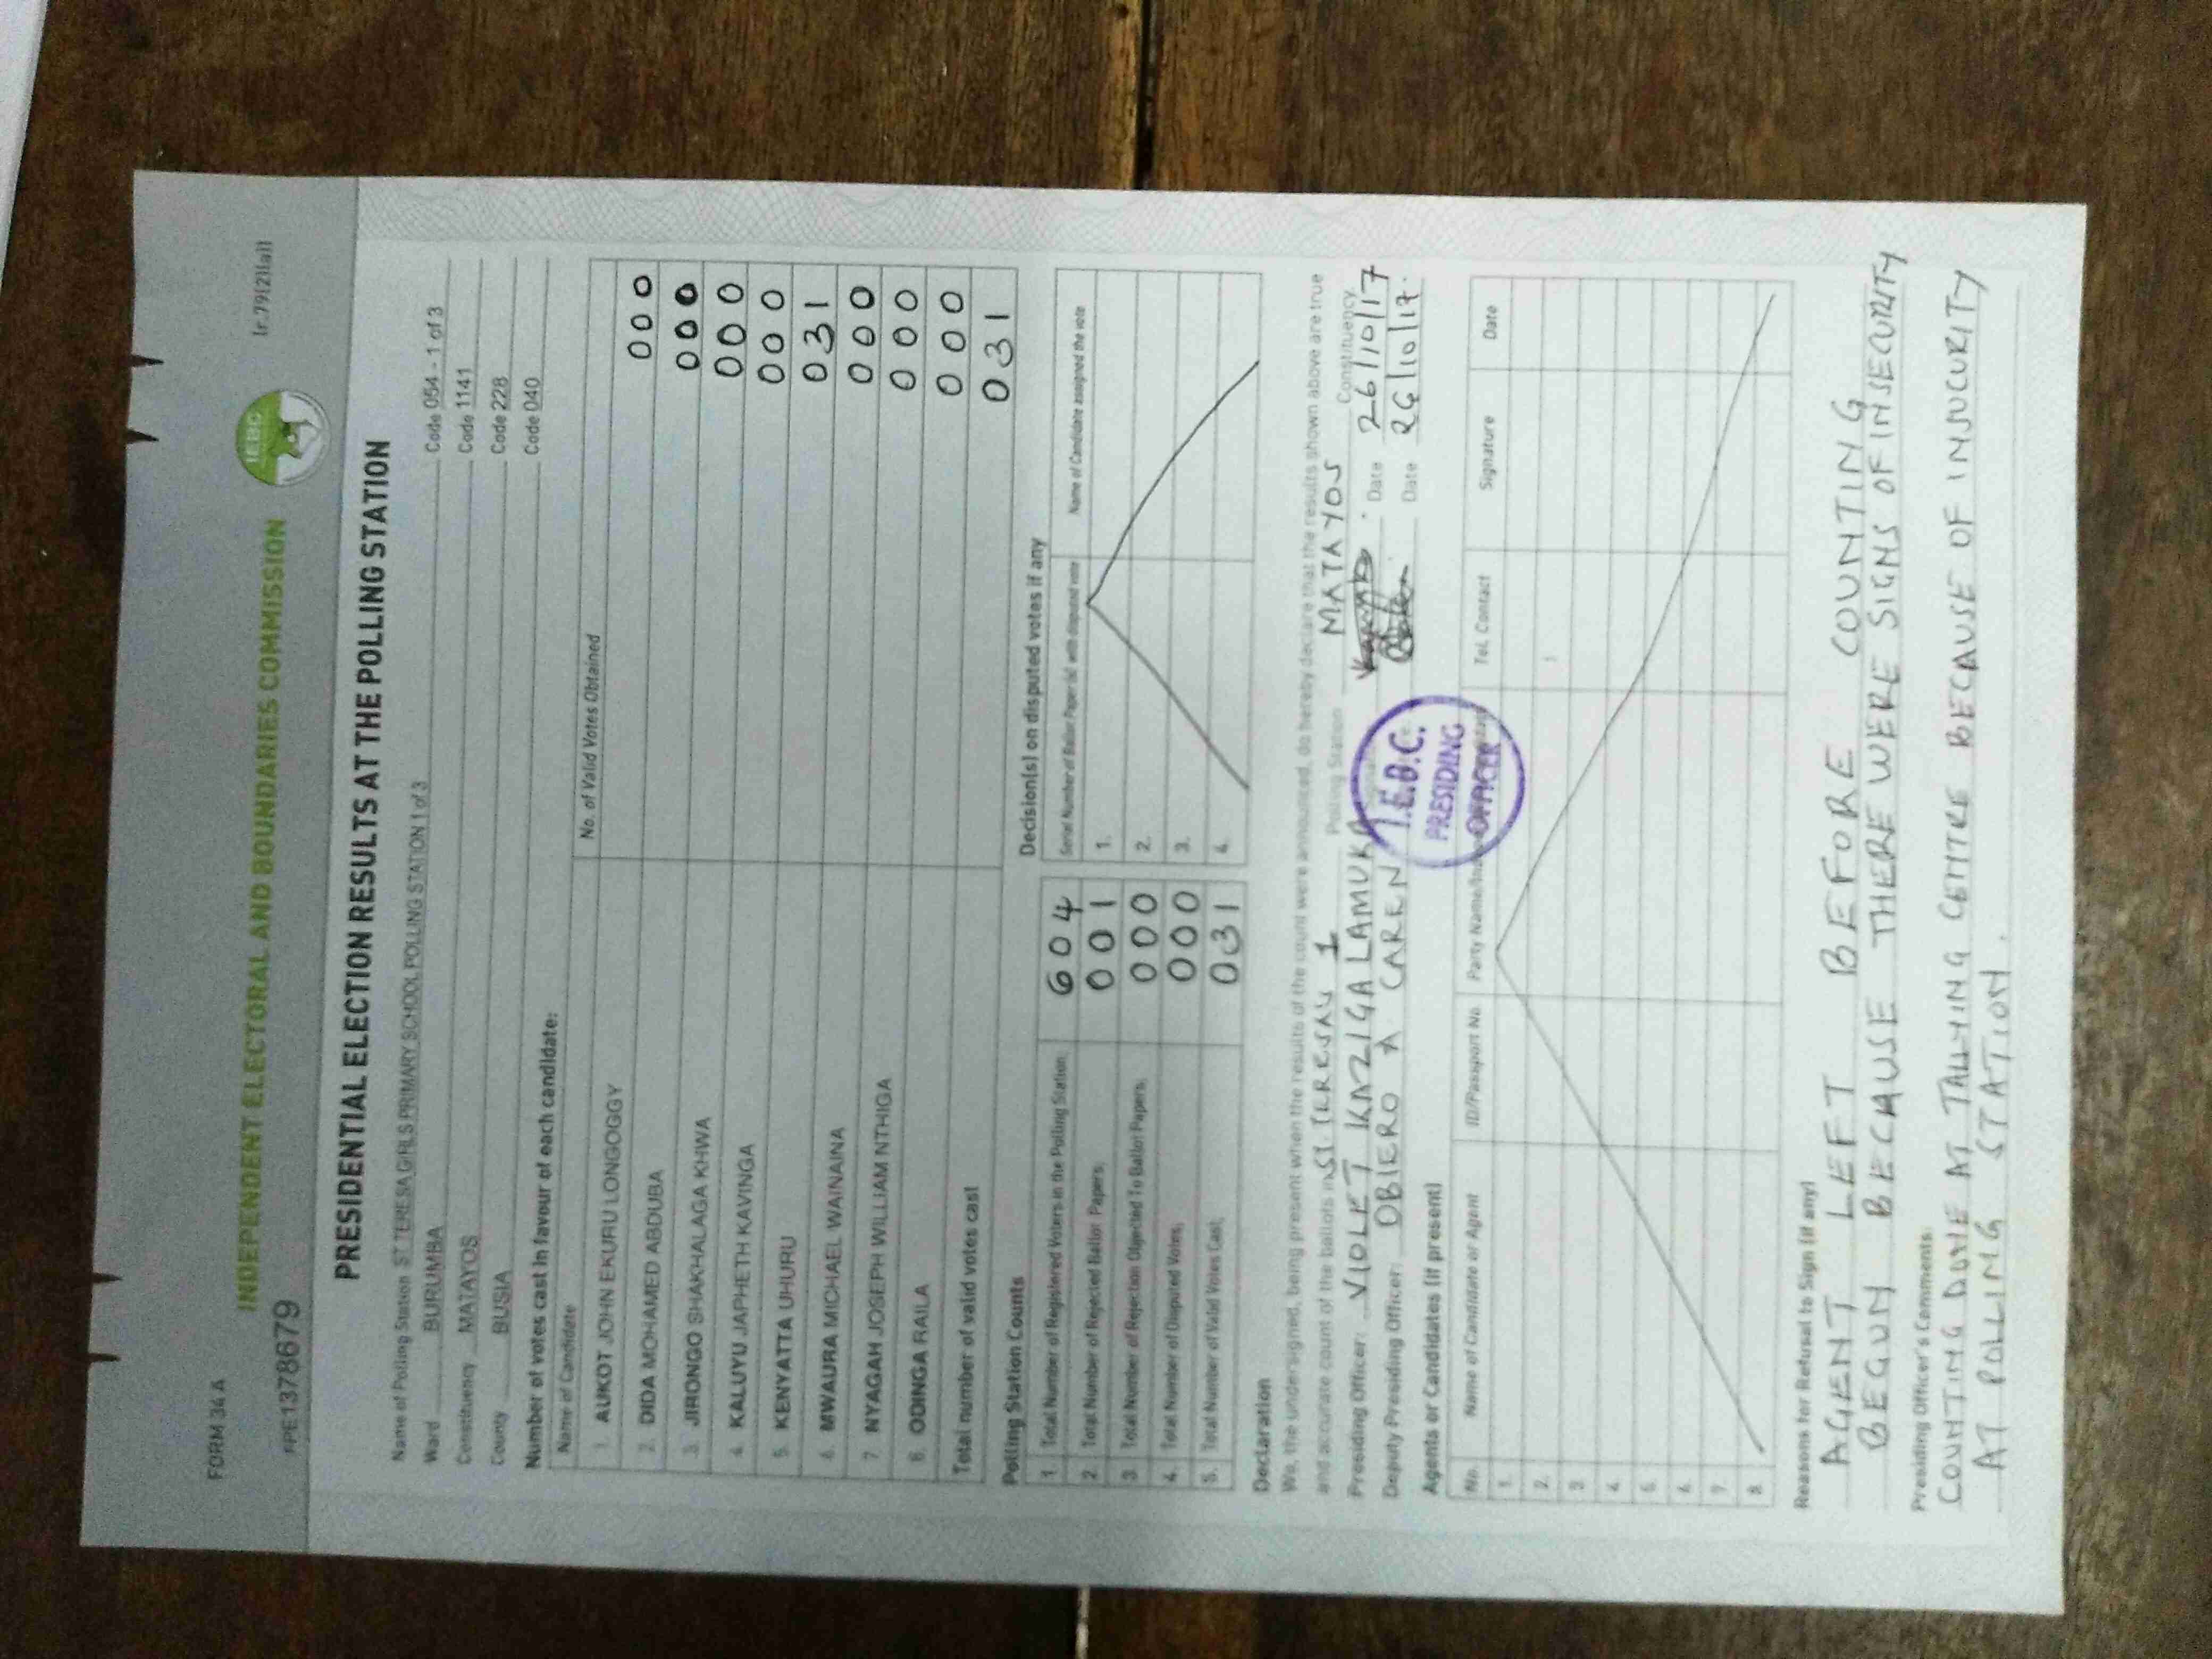 FORM 34 A
(r.79(2)(a))
INDEPENDENT ELECTORAL AND BOUNDARIES COMMISSION
IEBC
#PE1378679
PRESIDENTIAL ELECTION RESULTS AT THE POLLING STATION
Name of Polling Station ST TERESA GIRLS PRIMARY SCHOOL POLLING STATION 1 of 3 Code 054 - 1 of 3
Ward BURUMBA Code 1141
Constituency MATAYOS Code 228
County BUSIA Code 040
Number of votes cast in favour of each candidate:
Name of Candidate No. of Valid Votes Obtained
1. AUKOT JOHN EKURU LONGOGGY 000
2. DIDA MOHAMED ABDUBA 000
3. JIRONGO SHAKHALAGA KHWA 000
4. KALUYU JAPHETH KAVINGA 000
5. KENYATTA UHURU 031
6. MWAURA MICHAEL WAINAINA 000
7. NYAGAH JOSEPH WILLIAM NTHIGA 000
8. ODINGA RAILA 000
Total number of valid votes cast 031
Polling Station Counts
1. Total Number of Registered Voters in the Polling Station 604
2. Total Number of Rejected Ballot Papers 001
3. Total Number of Rejection Objected To Ballot Papers 000
4. Total Number of Disputed Votes 000
5. Total Number of Valid Votes Cast 031
Decision(s) on disputed votes if any
Serial Number of Ballot Paper (s) with disputed vote Name of Candidate assigned the vote
1.
2.
3.
4.
Declaration
We, the undersigned, being present when the results of the count were announced, do hereby declare that the results shown above are true
and accurate count of the ballots in ST TERESA 1 Polling Station MATAYOS Constituency
Presiding Officer: VIOLET KAZIGA LAMUKA Date 26/10/17
Deputy Presiding Officer: OBIERO A CAREN Date 26/10/17.
I.E.B.C.
PRESIDING
OFFICER
Agents or Candidates (if present)
No. Name of Candidate or Agent ID/Passport No. Party Name/ Tel. Contact Signature Date
1.
2.
3.
4.
5.
6.
7.
8.
Reasons for Refusal to Sign (if any)
AGENT LEFT BEFORE COUNTING
BEGUN BECAUSE THERE WERE SIGNS OF INSECURITY
Presiding Officer's Comments:
COUNTING DONE AT TALLYING CENTRE BECAUSE OF INJUCURITY
AT POLLING STATION.